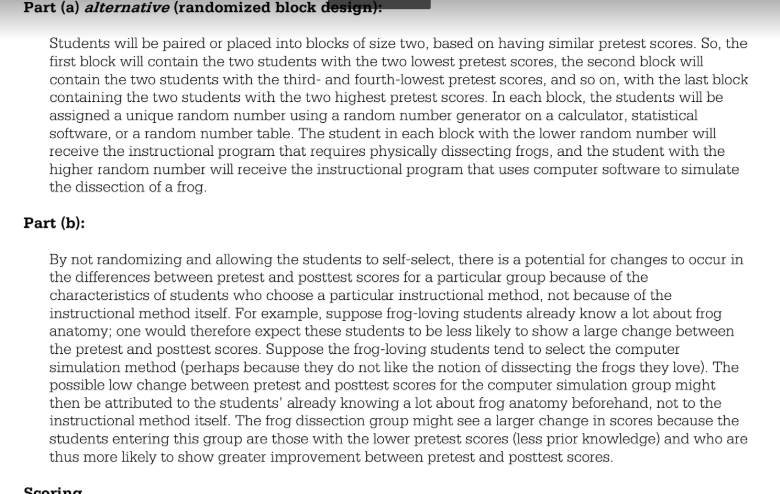 Part (a) alternative (randomized block design):
Students will be paired or placed into blocks of size two, based on having similar pretest scores. So, the
first block will contain the two students with the two lowest pretest scores, the second block will
contain the two students with the third- and fourth-lowest pretest scores, and so on, with the last block
containing the two students with the two highest pretest scores. In each block, the students will be
assigned a unique random number using a random number generator on a calculator, statistical
software, or a random number table. The student in each block with the lower random number will
receive the instructional program that requires physically dissecting frogs, and the student with the
higher random number will receive the instructional program that uses computer software to simulate
the dissection of a frog.
Part (b):
By not randomizing and allowing the students to self-select, there is a potential for changes to occur in
the differences between pretest and posttest scores for a particular group because of the
characteristics of students who choose a particular instructional method, not because of the
instructional method itself. For example, suppose frog-loving students already know a lot about frog
anatomy; one would therefore expect these students to be less likely to show a large change between
the pretest and posttest scores. Suppose the frog-loving students tend to select the computer
simulation method (perhaps because they do not like the notion of dissecting the frogs they love). The
possible low change between pretest and posttest scores for the computer simulation group might
then be attributed to the students' already knowing a lot about frog anatomy beforehand, not to the
instructional method itself. The frog dissection group might see a larger change in scores because the
students entering this group are those with the lower pretest scores (less prior knowledge) and who are
thus more likely to show greater improvement between pretest and posttest scores.
Scoring